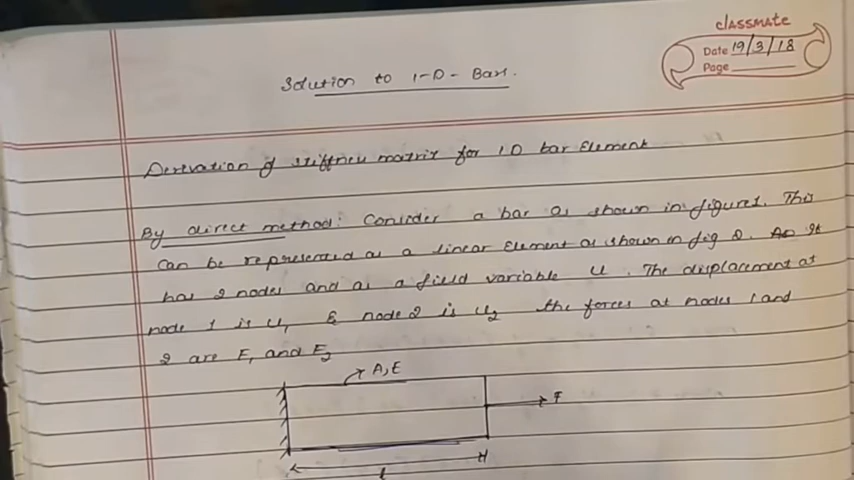 classmate
Date 19/3/18
Page
Solution to 1-D - Bar.
Derevation of stiffness matrix for 1D bar Element
By direct method: Consider a bar as shown in figure1. This
can be represented as a linear Element as shown in fig 2. As It
has 2 nodes and as a field variable U. The displacement at
node 1 is U1 & node 2 is U2 the forces at nodes 1 and
2 are F1 and F2
A,E
F
l